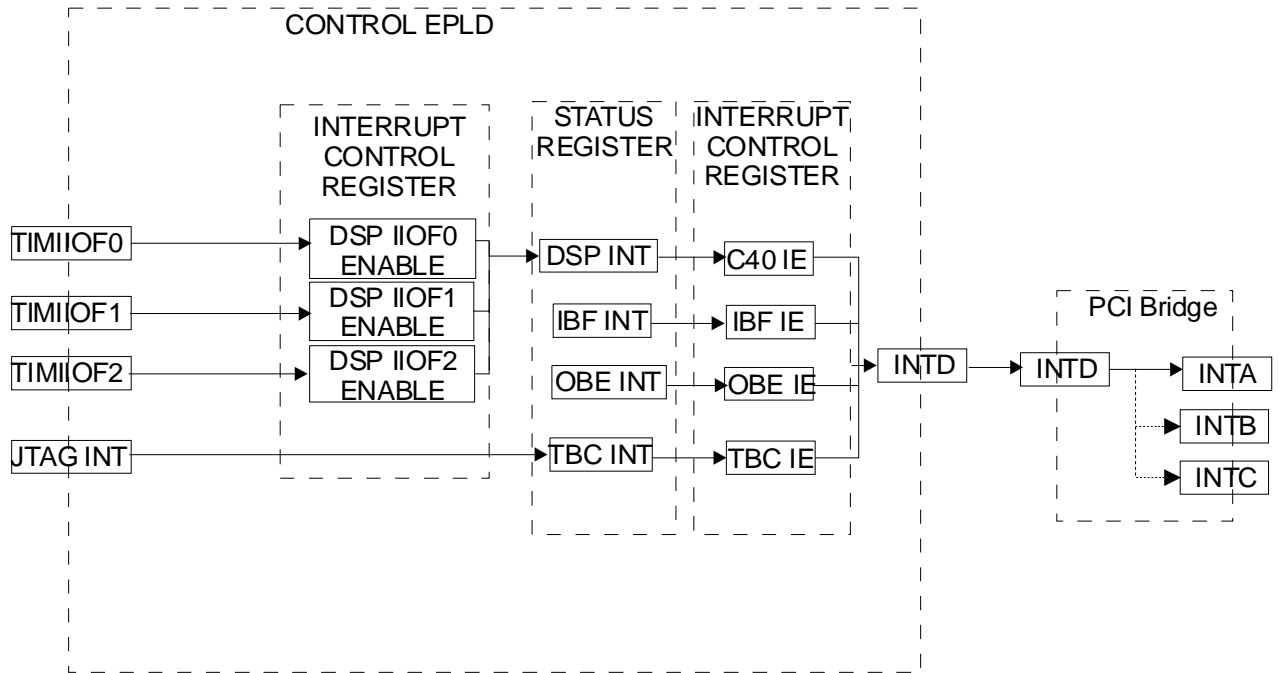 CONTROL EPLD
INTERRUPT
CONTROL
REGISTER
STATUS
REGISTER
INTERRUPT
CONTROL
REGISTER
TIMIIOF0
DSP IIOF0
ENABLE
DSP INT
C40 IE
TIMIIOF1
DSP IIOF1
ENABLE
IBF INT
IBF IE
PCI Bridge
TIMIIOF2
DSP IIOF2
ENABLE
OBE INT
OBE IE
INTD
INTD
INTA
INTB
JTAG INT
TBC INT
TBC IE
INTC